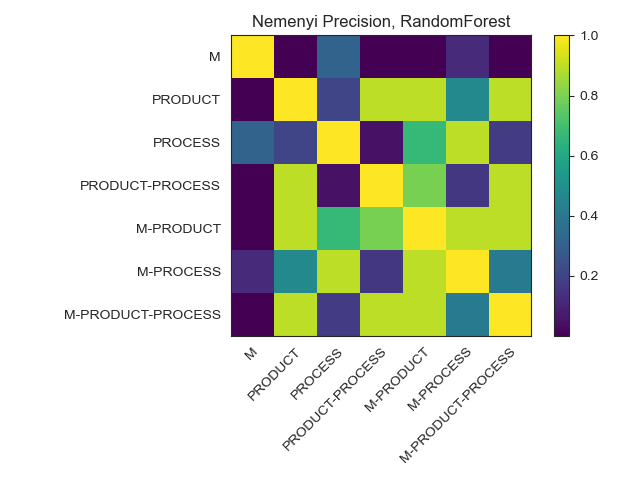 Nemenyi Precision, RandomForest
M
PRODUCT
PROCESS
PRODUCT-PROCESS
M-PRODUCT
M-PROCESS
M-PRODUCT-PROCESS
M
PRODUCT
PROCESS
PRODUCT-PROCESS
M-PRODUCT
M-PROCESS
M-PRODUCT-PROCESS
1.0
0.8
0.6
0.4
0.2